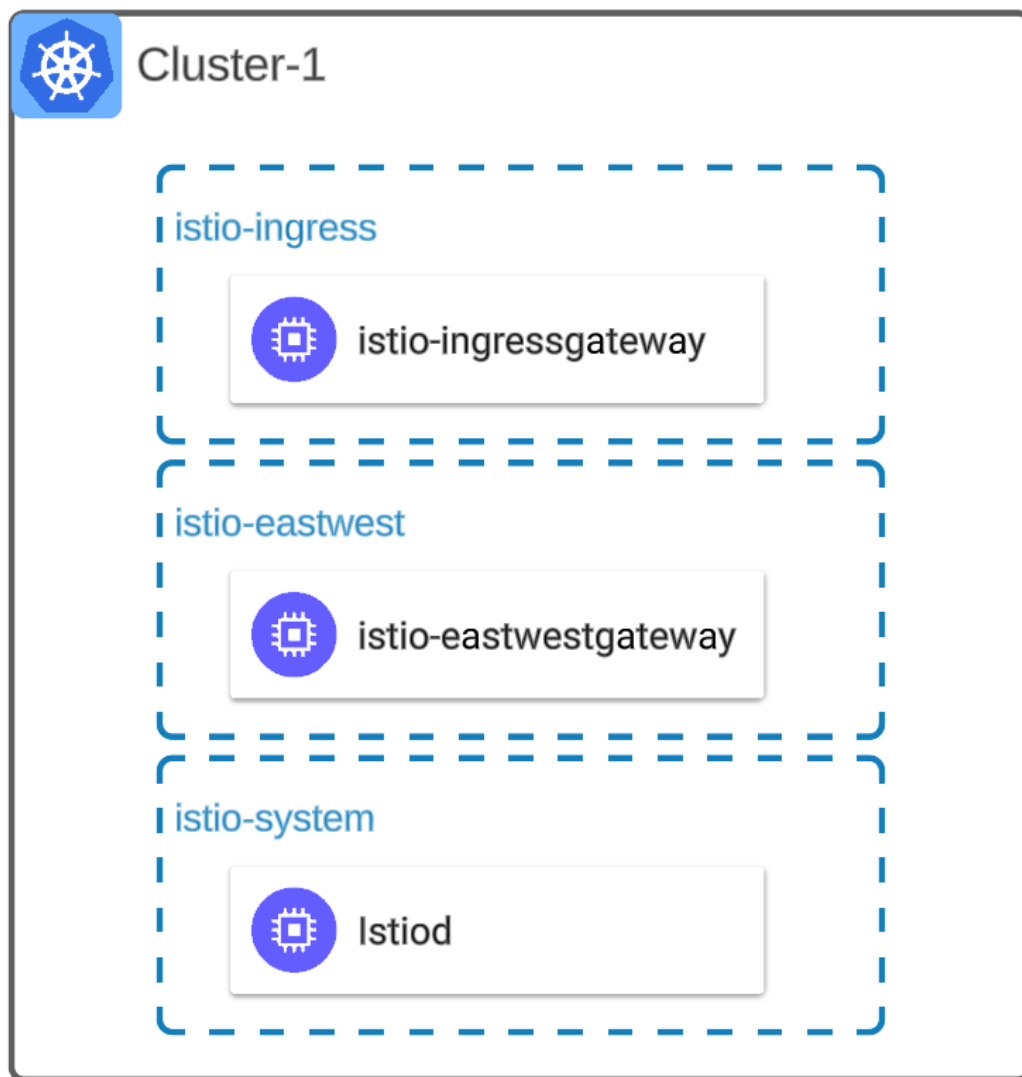 Cluster-1
istio-ingress
istio-ingressgateway
istio-eastwest
istio-eastwestgateway
istio-system
Istiod